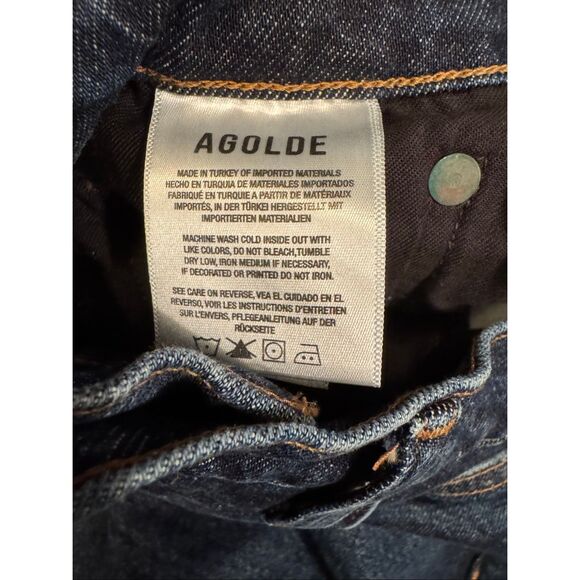 AGOLDE
MADE IN TURKEY OF IMPORTED MATERIALS
HECHO EN TURQUIA DE MATERIALES IMPORTADOS
FABRIQUÉ EN TURQUIE A PARTIR DE MATÉRIAUX
IMPORTÉS, IN DER TÜRKEI HERGESTELLT MIT
IMPORTIERTEN MATERIALIEN
MACHINE WASH COLD INSIDE OUT WITH
LIKE COLORS, DO NOT BLEACH,TUMBLE
DRY LOW, IRON MEDIUM IF NECESSARY,
IF DECORATED OR PRINTED DO NOT IRON.
SEE CARE ON REVERSE, VEA EL CUIDADO EN EL
REVERSO, VOIR LES INSTRUCTIONS D'ENTRETIEN
SUR L'ENVERS, PFLEGEANLEITUNG AUF DER
RÜCKSEITE